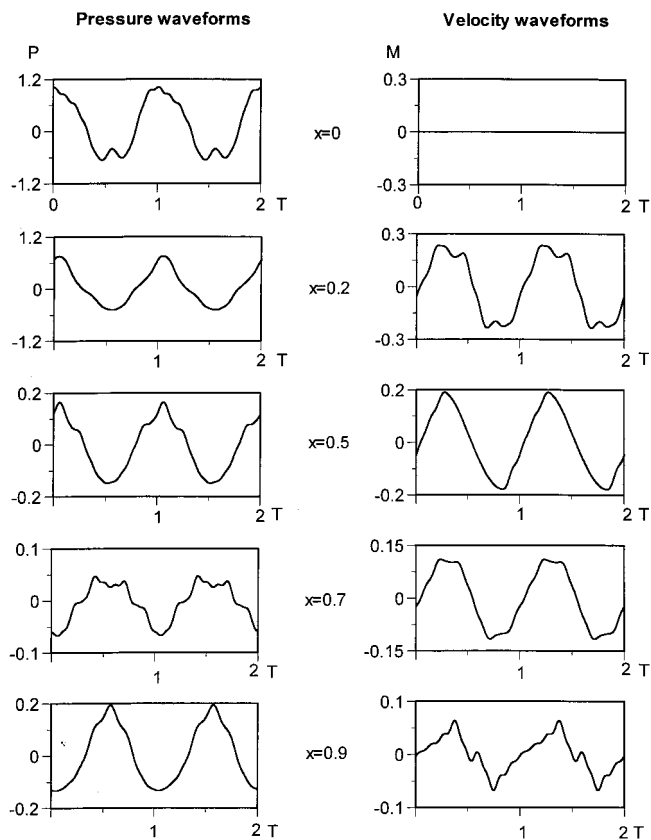 Pressure waveforms Velocity waveforms
P M
1.2 0.3
0 x=0 0
-1.2 -0.3
0 1 2 T 0 1 2 T
1.2 0.3
0 x=0.2 0
-1.2 -0.3
1 2 T 1 2 T
0.2 0.2
0 x=0.5 0
-0.2 -0.2
1 2 T 1 2 T
0.1 0.15
0 x=0.7 0
-0.1 -0.15
1 2 T 1 2 T
0.2 0.1
0 x=0.9 0
-0.2 -0.1
1 2 T 1 2 T